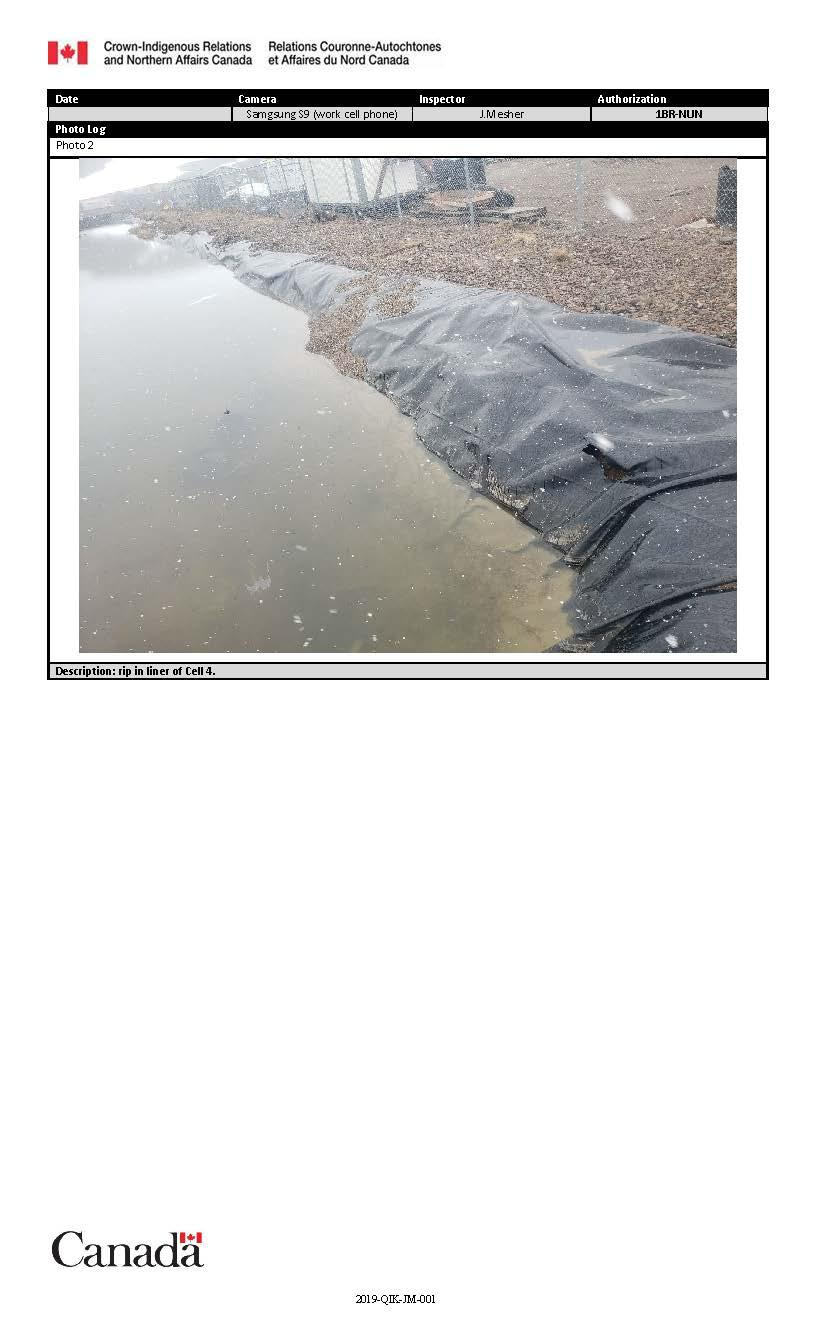 Crown-Indigenous Relations
and Northern Affairs Canada
Relations Couronne-Autochtones
et Affaires du Nord Canada
Date Camera Inspector Authorization
Samgsung S9 (work cell phone) J.Mesher 1BR-NUN
Photo Log
Photo 2
Description: rip in liner of Cell 4.
Canada
2019-QIK-JM-001